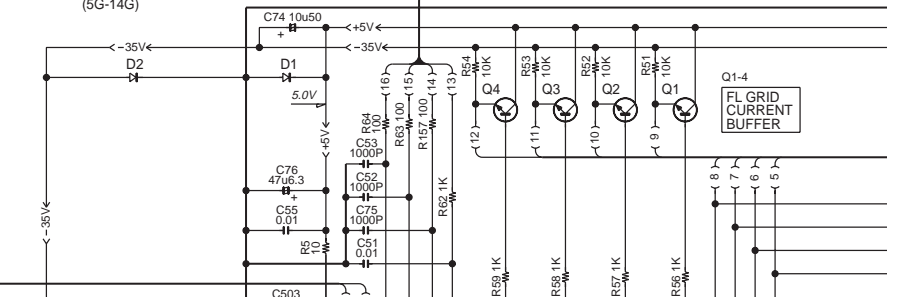 (5G-14G)
C74 10u50
+
+5V
−35V
−35V
D2
D1
5.0V
+5V
−35V
C76
47u6.3
+
C55
0.01
R5
10
C503
16
15
14
13
R64
100
R63 100
R157 100
R62 1K
C53
1000P
C52
1000P
C75
1000P
C51
0.01
R54
10K
R53
10K
R52
10K
R51
10K
Q4
Q3
Q2
Q1
12
11
10
9
Q1-4
FL GRID
CURRENT
BUFFER
8
7
6
5
R59 1K
R58 1K
R57 1K
R56 1K